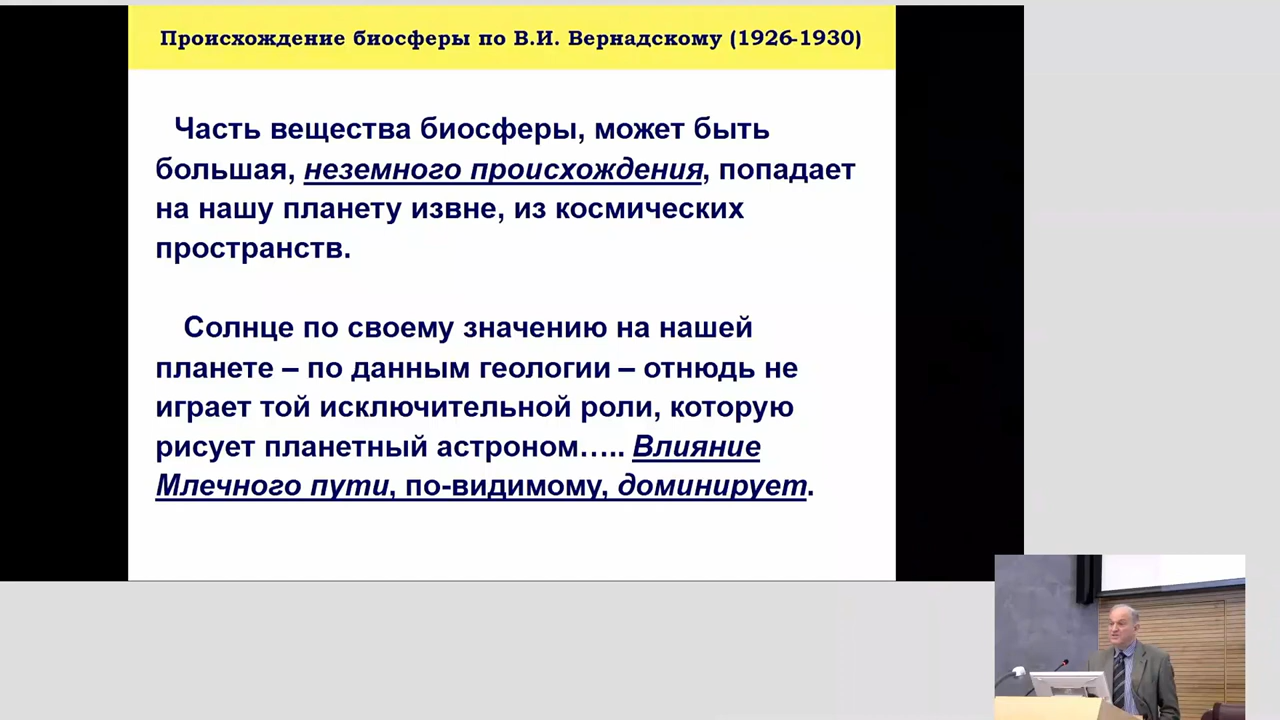 Происхождение биосферы по В.И. Вернадскому (1926-1930)
Часть вещества биосферы, может быть
большая, неземного происхождения, попадает
на нашу планету извне, из космических
пространств.
Солнце по своему значению на нашей
планете – по данным геологии – отнюдь не
играет той исключительной роли, которую
рисует планетный астроном….. Влияние
Млечного пути, по-видимому, доминирует.